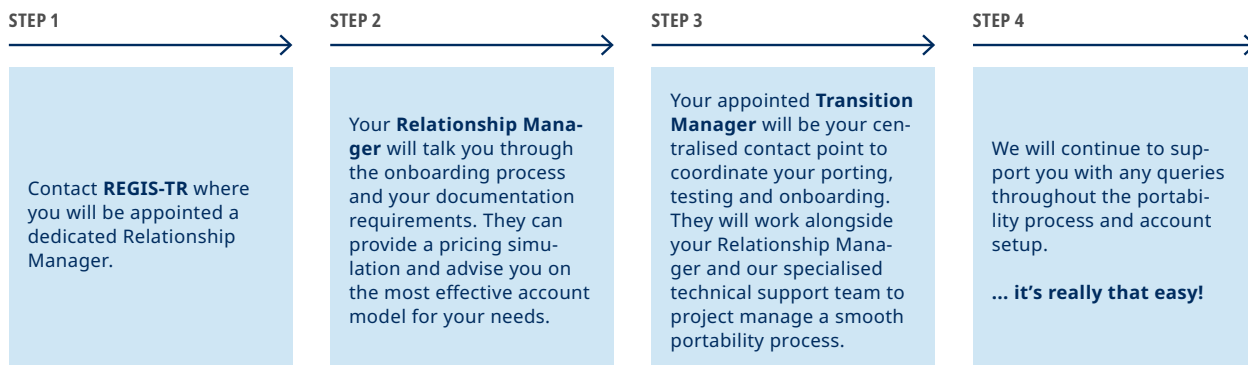 STEP 1
Contact REGIS-TR where
you will be appointed a
dedicated Relationship
Manager.
STEP 2
Your Relationship Mana-
ger will talk you through
the onboarding process
and your documentation
requirements. They can
provide a pricing simu-
lation and advise you on
the most effective account
model for your needs.
STEP 3
Your appointed Transition
Manager will be your cen-
tralised contact point to
coordinate your porting,
testing and onboarding.
They will work alongside
your Relationship Mana-
ger and our specialised
technical support team to
project manage a smooth
portability process.
STEP 4
We will continue to sup-
port you with any queries
throughout the portabi-
lity process and account
setup.
... it’s really that easy!